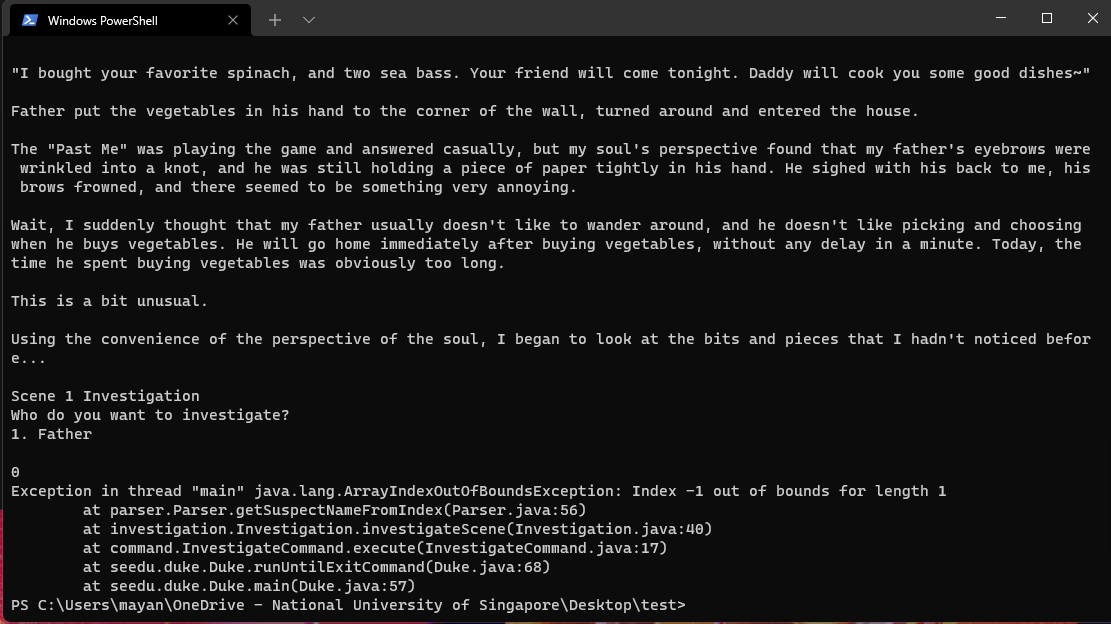 Windows PowerShell
"I bought your favorite spinach, and two sea bass. Your friend will come tonight. Daddy will cook you some good dishes~"
Father put the vegetables in his hand to the corner of the wall, turned around and entered the house.
The "Past Me" was playing the game and answered casually, but my soul's perspective found that my father's eyebrows were
wrinkled into a knot, and he was still holding a piece of paper tightly in his hand. He sighed with his back to me, his
brows frowned, and there seemed to be something very annoying.
Wait, I suddenly thought that my father usually doesn't like to wander around, and he doesn't like picking and choosing
when he buys vegetables. He will go home immediately after buying vegetables, without any delay in a minute. Today, the
time he spent buying vegetables was obviously too long.
This is a bit unusual.
Using the convenience of the perspective of the soul, I began to look at the bits and pieces that I hadn't noticed befor
e...
Scene 1 Investigation
Who do you want to investigate?
1. Father
0
Exception in thread "main" java.lang.ArrayIndexOutOfBoundsException: Index -1 out of bounds for length 1
at parser.Parser.getSuspectNameFromIndex(Parser.java:56)
at investigation.Investigation.investigateScene(Investigation.java:40)
at command.InvestigateCommand.execute(InvestigateCommand.java:17)
at seedu.duke.Duke.runUntilExitCommand(Duke.java:68)
at seedu.duke.Duke.main(Duke.java:57)
PS C:\Users\mayan\OneDrive - National University of Singapore\Desktop\test>